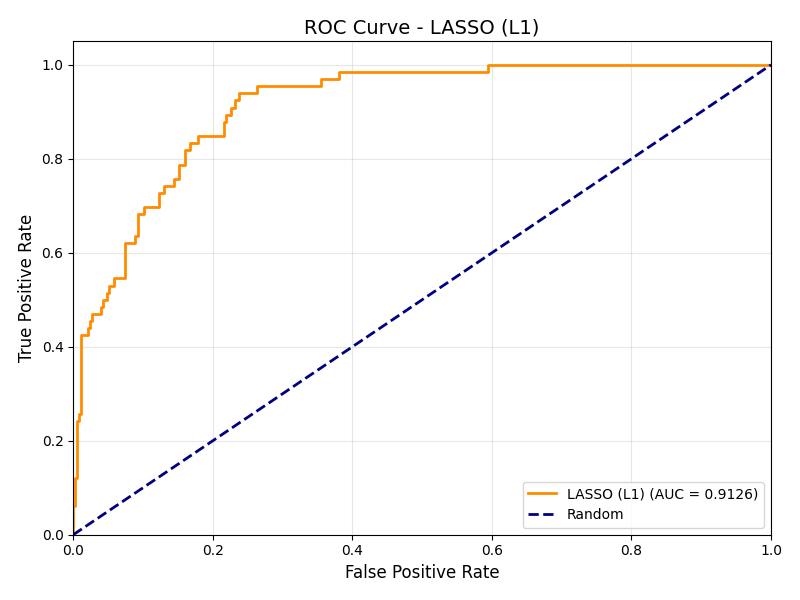 ROC Curve - LASSO (L1)
True Positive Rate
1.0
0.8
0.6
0.4
0.2
0.0
0.0 0.2 0.4 0.6 0.8 1.0
False Positive Rate
LASSO (L1) (AUC = 0.9126)
Random